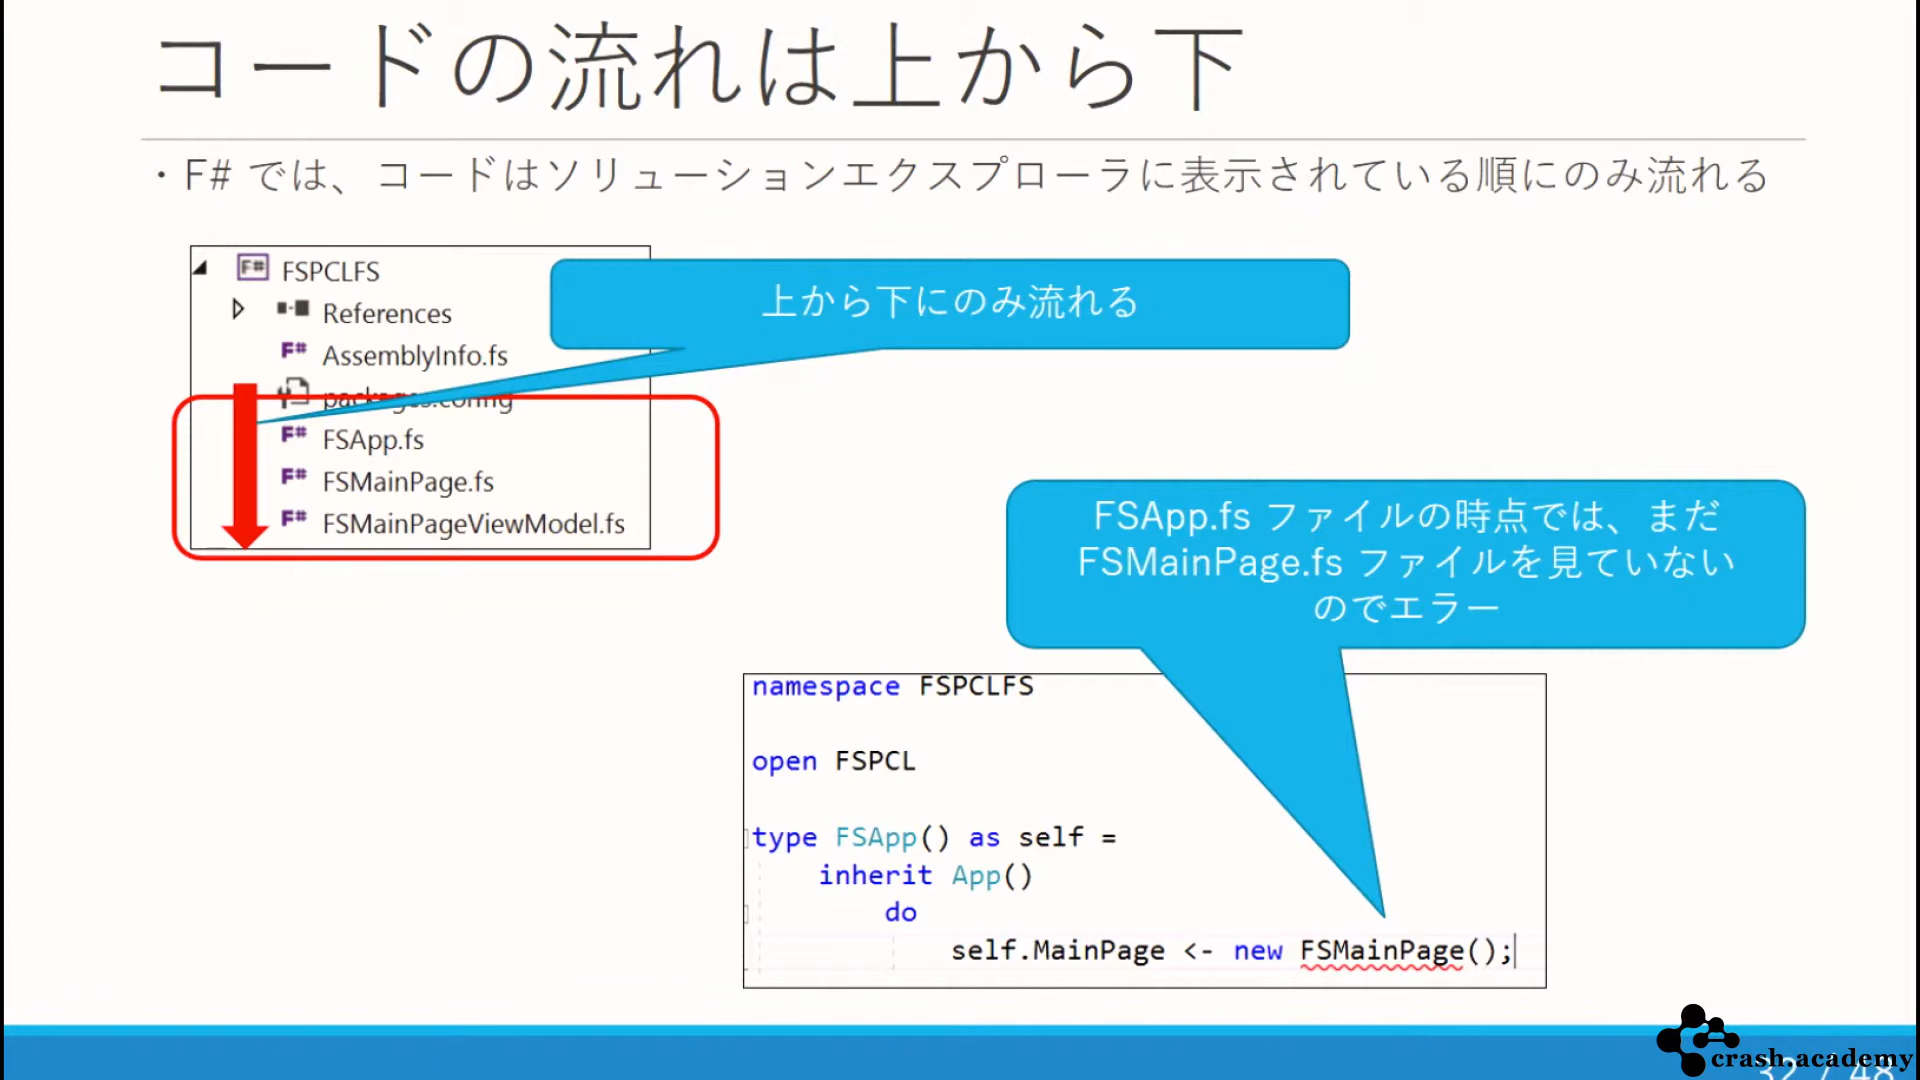 コードの流れは上から下
・F# では、コードはソリューションエクスプローラに表示されている順にのみ流れる
F# FSPCLFS
References
F# AssemblyInfo.fs
packages.config
F# FSApp.fs
F# FSMainPage.fs
F# FSMainPageViewModel.fs
上から下にのみ流れる
FSApp.fs ファイルの時点では、まだ
FSMainPage.fs ファイルを見ていない
のでエラー
namespace FSPCLFS
open FSPCL
type FSApp() as self =
inherit App()
do
self.MainPage <- new FSMainPage();
crash.academy
32 / 48